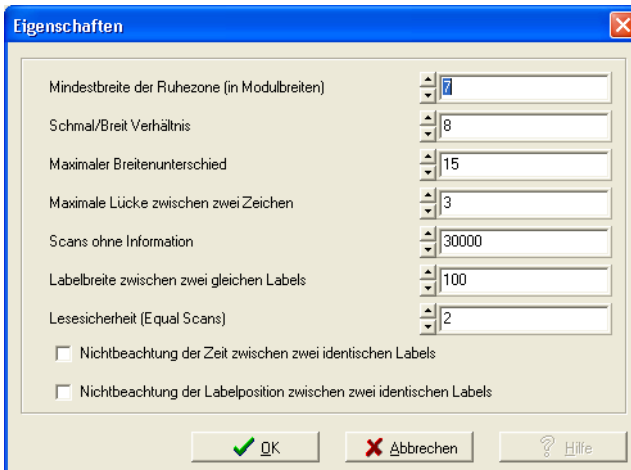 Eigenschaften
Mindestbreite der Ruhezone (in Modulbreiten) 7
Schmal/Breit Verhältnis 8
Maximaler Breitenunterschied 15
Maximale Lücke zwischen zwei Zeichen 3
Scans ohne Information 30000
Labelbreite zwischen zwei gleichen Labels 100
Lesesicherheit (Equal Scans) 2
Nichtbeachtung der Zeit zwischen zwei identischen Labels
Nichtbeachtung der Labelposition zwischen zwei identischen Labels
OK Abbrechen Hilfe